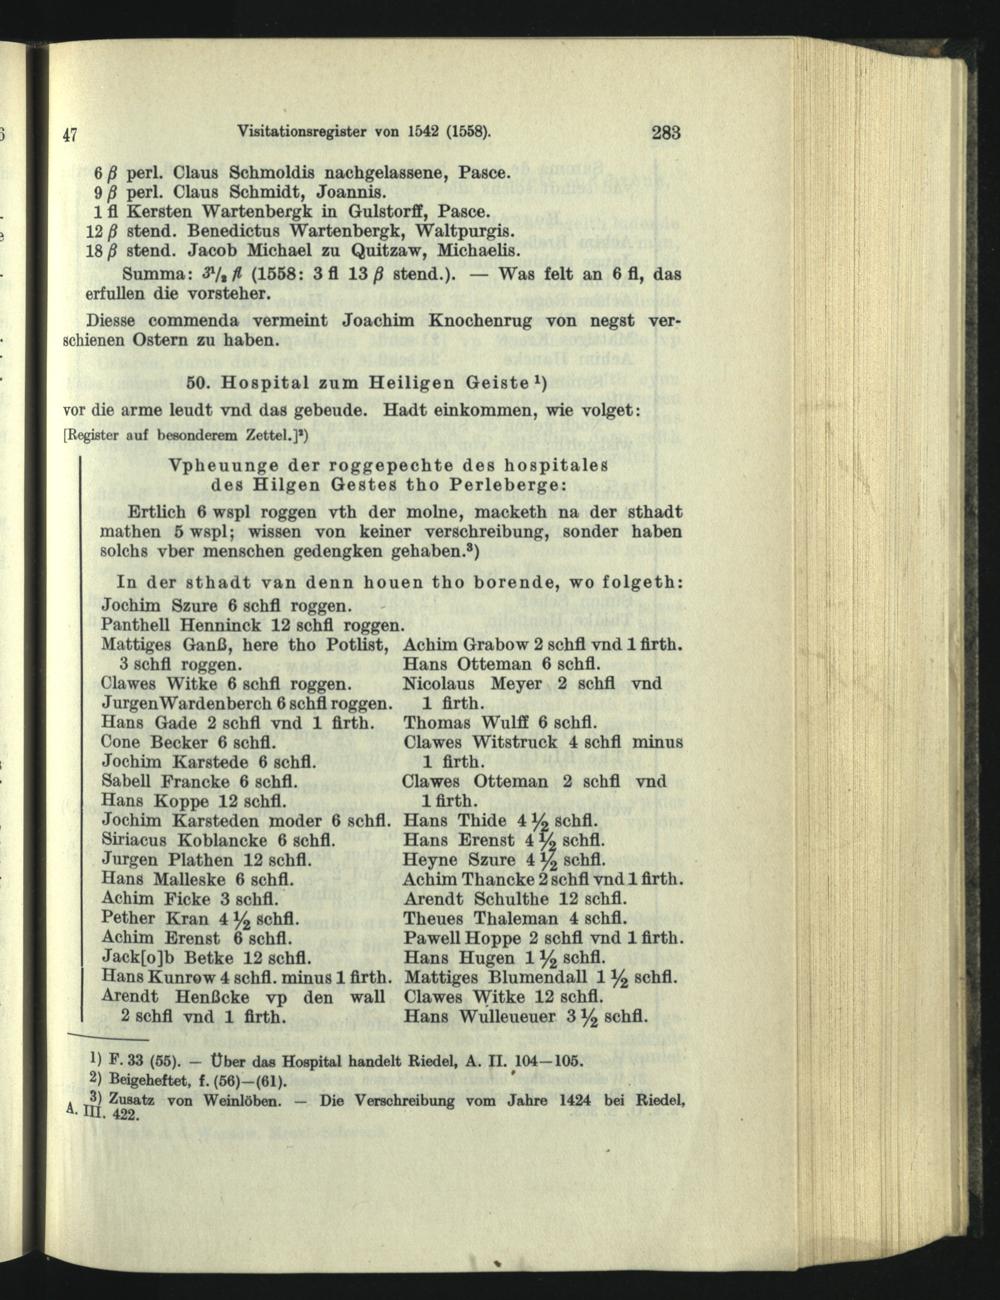 47 Visitationsregister von 1542 (1558). 283
6 β perl. Claus Schmoldis nachgelassene, Pasce.
9 β perl. Claus Schmidt, Joannis.
1 fl Kersten Wartenbergk in Gulstorff, Pasce.
12 β stend. Benedictus Wartenbergk, Waltpurgis.
18 β stend. Jacob Michael zu Quitzaw, Michaelis.
Summa: 3¹/₂ fl (1558: 3 fl 13 β stend.). — Was felt an 6 fl, das
erfullen die vorsteher.
Diesse commenda vermeint Joachim Knochenrug von negst ver-
schienen Ostern zu haben.
50. Hospital zum Heiligen Geiste ¹)
vor die arme leudt vnd das gebeude. Hadt einkommen, wie volget:
[Register auf besonderem Zettel.]²)
Vpheuunge der roggepechte des hospitales
des Hilgen Gestes tho Perleberge:
Ertlich 6 wspl roggen vth der molne, macketh na der sthadt
mathen 5 wspl; wissen von keiner verschreibung, sonder haben
solchs vber menschen gedengken gehaben.³)
In der sthadt van denn houen tho borende, wo folgeth:
Jochim Szure 6 schfl roggen.
Panthell Henninck 12 schfl roggen.
Mattiges Ganß, here tho Potlist,
3 schfl roggen.
Clawes Witke 6 schfl roggen.
Jurgen Wardenberch 6 schfl roggen.
Hans Gade 2 schfl vnd 1 firth.
Cone Becker 6 schfl.
Jochim Karstede 6 schfl.
Sabell Francke 6 schfl.
Hans Koppe 12 schfl.
Jochim Karsteden moder 6 schfl.
Siriacus Koblancke 6 schfl.
Jurgen Plathen 12 schfl.
Hans Malleske 6 schfl.
Achim Ficke 3 schfl.
Pether Kran 4 ½ schfl.
Achim Erenst 6 schfl.
Jack[o]b Betke 12 schfl.
Hans Kunrow 4 schfl. minus 1 firth.
Arendt Henßcke vp den wall
2 schfl vnd 1 firth.
Achim Grabow 2 schfl vnd 1 firth.
Hans Otteman 6 schfl.
Nicolaus Meyer 2 schfl vnd
1 firth.
Thomas Wulff 6 schfl.
Clawes Witstruck 4 schfl minus
1 firth.
Clawes Otteman 2 schfl vnd
1 firth.
Hans Thide 4 ½ schfl.
Hans Erenst 4 ½ schfl.
Heyne Szure 4 ½ schfl.
Achim Thancke 2 schfl vnd 1 firth.
Arendt Schulthe 12 schfl.
Theues Thaleman 4 schfl.
Pawell Hoppe 2 schfl vnd 1 firth.
Hans Hugen 1 ½ schfl.
Mattiges Blumendall 1 ½ schfl.
Clawes Witke 12 schfl.
Hans Wulleueuer 3 ½ schfl.
1) F. 33 (55). — Über das Hospital handelt Riedel, A. II. 104—105.
2) Beigeheftet, f. (56)—(61).
3) Zusatz von Weinlöben. — Die Verschreibung vom Jahre 1424 bei Riedel,
A. III. 422.